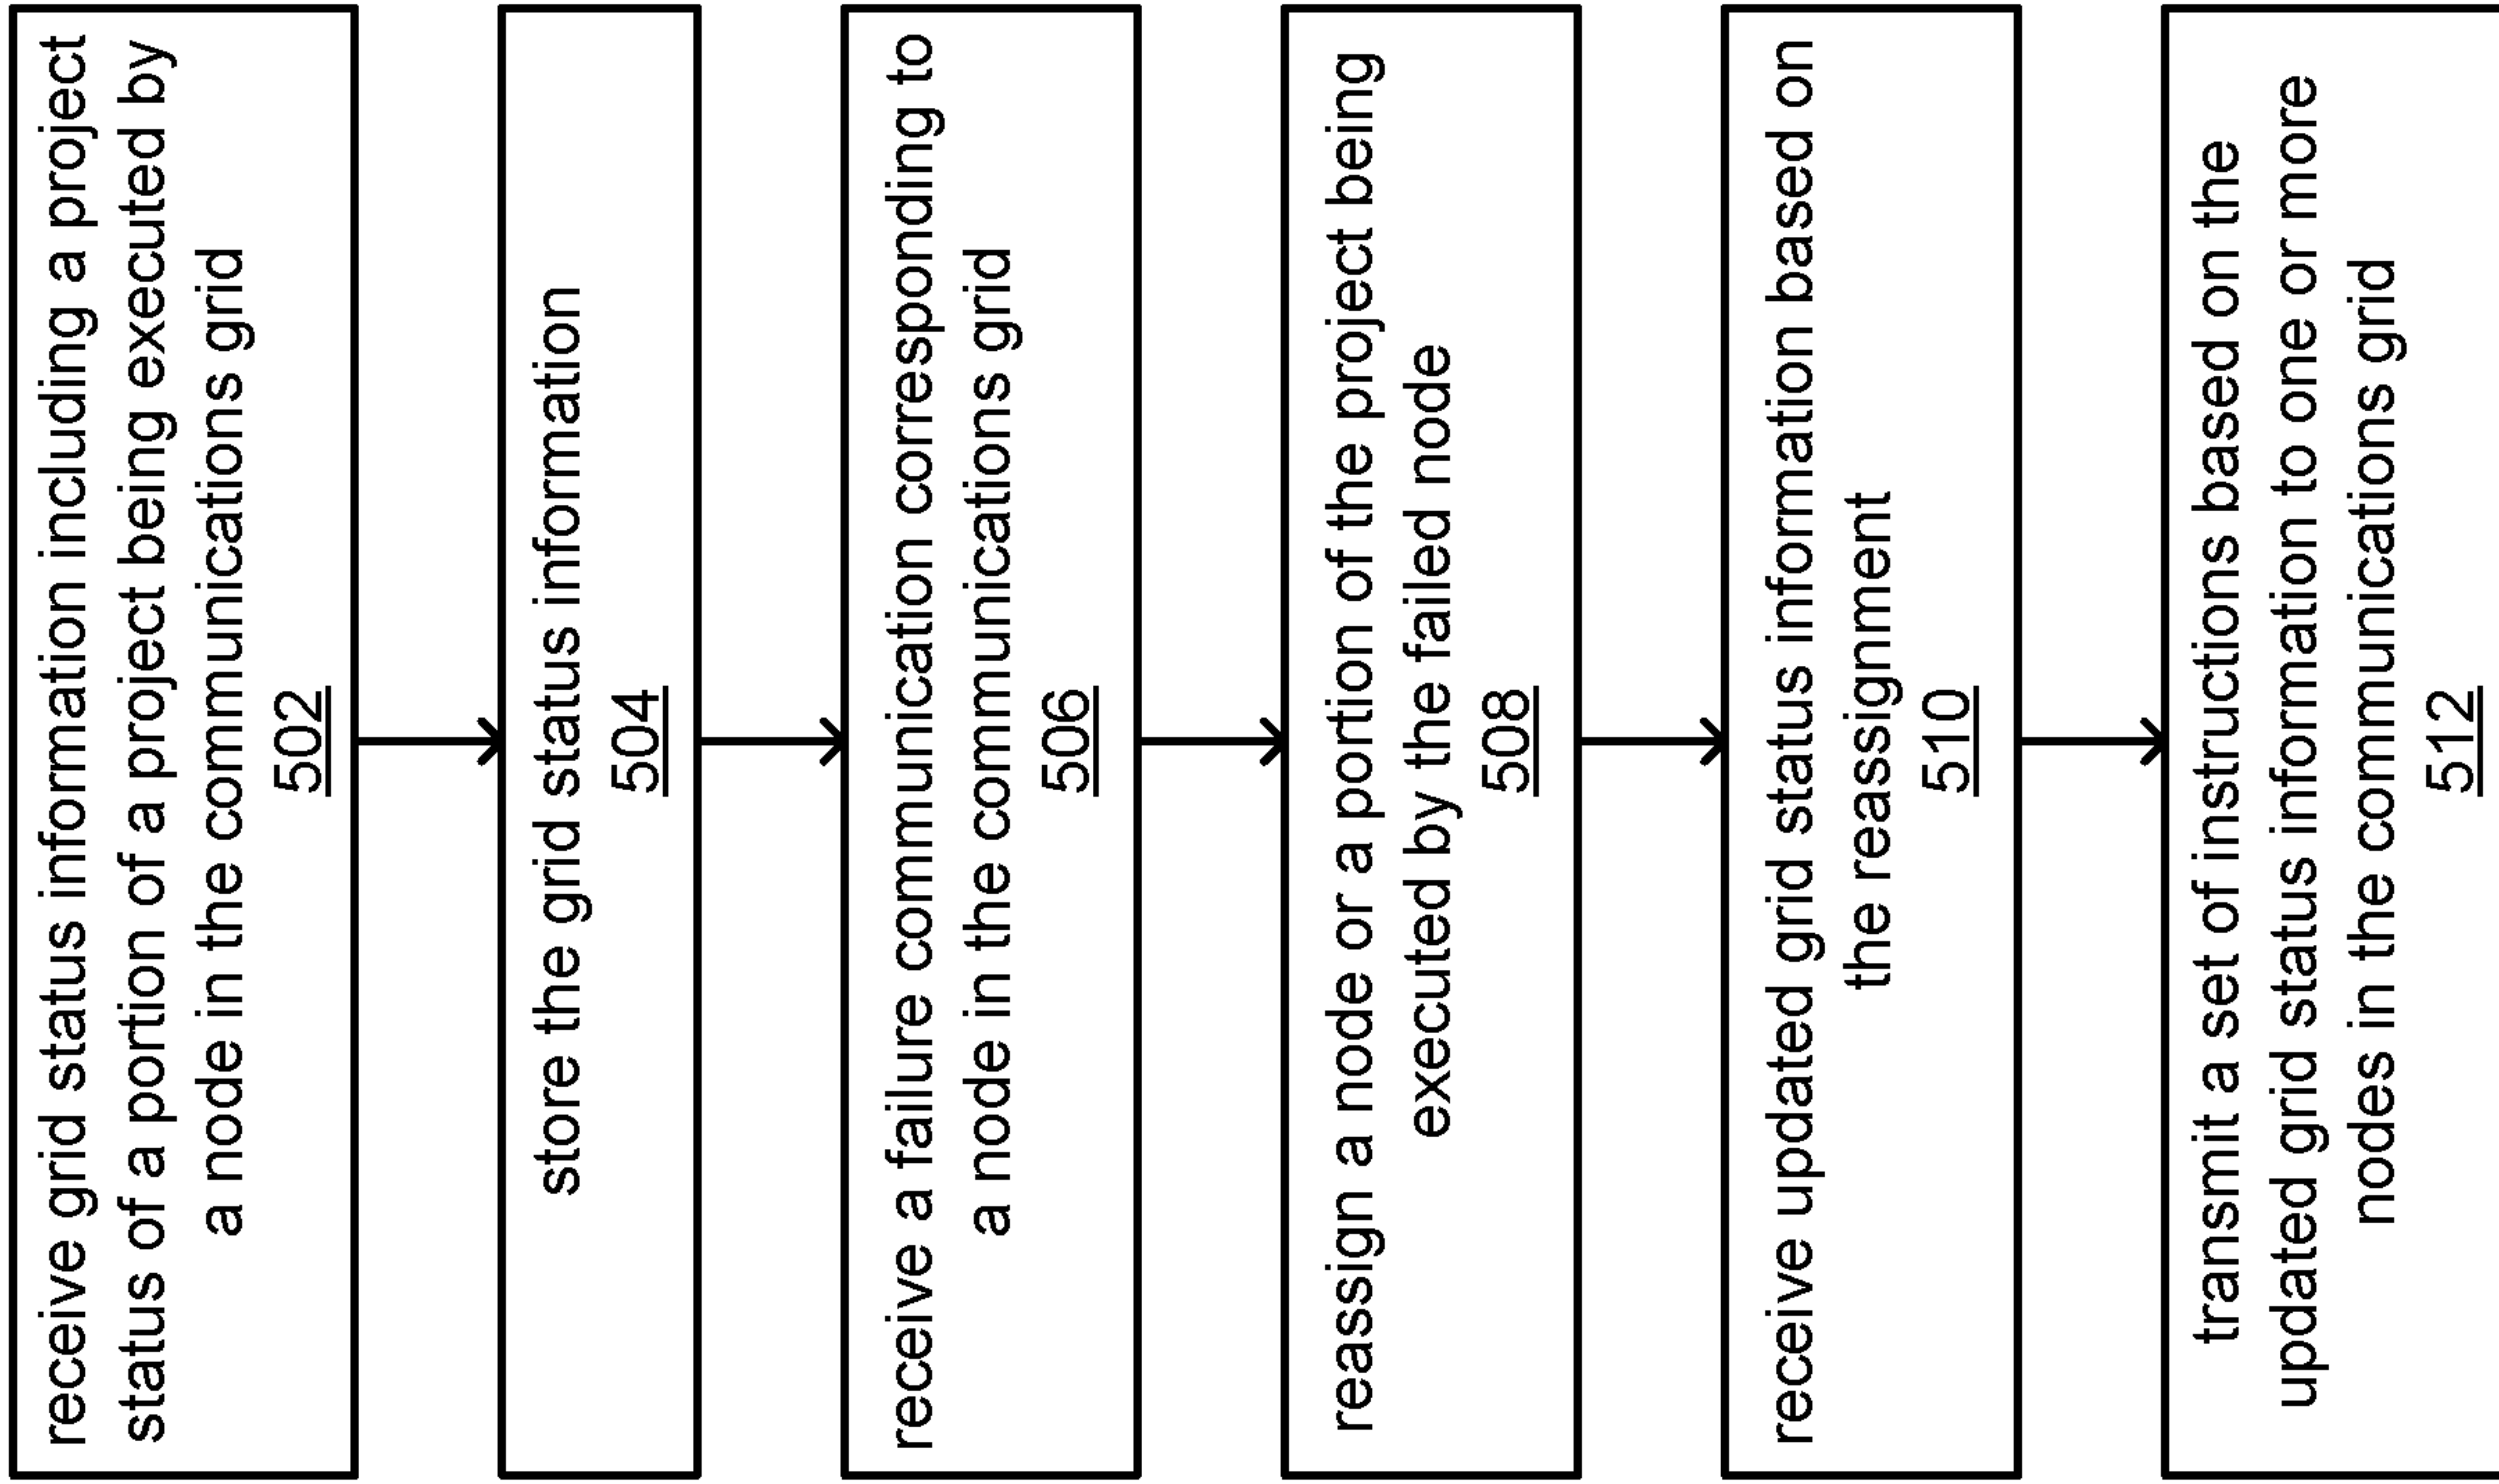 receive grid status information including a project
status of a portion of a project being executed by
a node in the communications grid
502
store the grid status information
504
receive a failure communication corresponding to
a node in the communications grid
506
reassign a node or a portion of the project being
executed by the failed node
508
receive updated grid status information based on
the reassignment
510
transmit a set of instructions based on the
updated grid status information to one or more
nodes in the communications grid
512